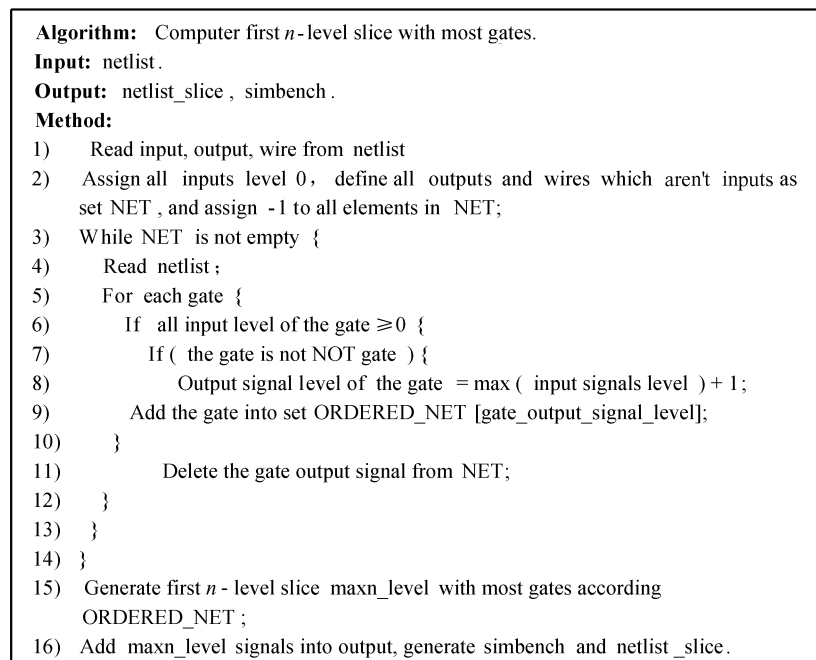 Algorithm: Computer first n-level slice with most gates.
Input: netlist.
Output: netlist_slice, simbench.
Method:
1) Read input, output, wire from netlist
2) Assign all inputs level 0, define all outputs and wires which aren't inputs as
set NET, and assign -1 to all elements in NET;
3) While NET is not empty {
4) Read netlist;
5) For each gate {
6) If all input level of the gate ≥0 {
7) If ( the gate is not NOT gate ) {
8) Output signal level of the gate = max ( input signals level ) + 1;
9) Add the gate into set ORDERED_NET [gate_output_signal_level];
10) }
11) Delete the gate output signal from NET;
12) }
13) }
14) }
15) Generate first n - level slice maxn_level with most gates according
ORDERED_NET ;
16) Add maxn_level signals into output, generate simbench and netlist _slice.